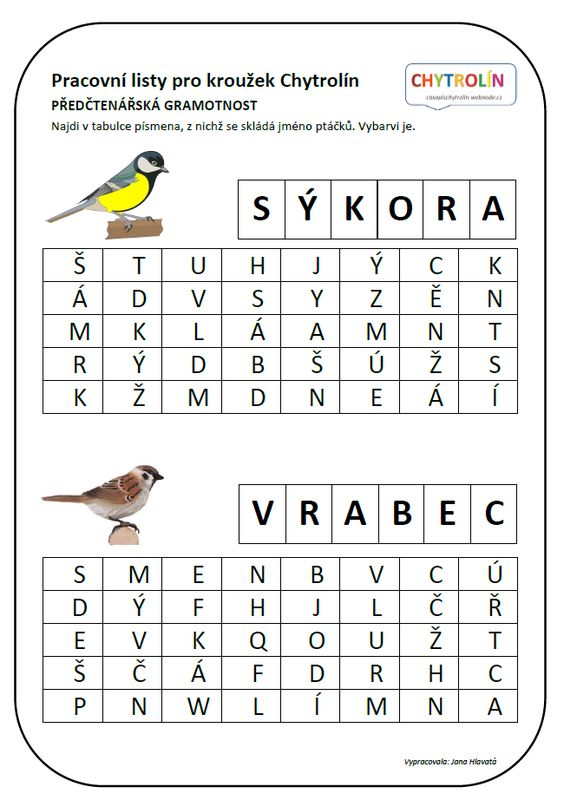 Pracovní listy pro kroužek Chytrolín
CHYTROLÍN
casopischytrolin.webnode.cz
PŘEDČTENÁŘSKÁ GRAMOTNOST
Najdi v tabulce písmena, z nichž se skládá jméno ptáčků. Vybarvi je.
S Ý K O R A
Š T U H J Ý C K
Á D V S Y Z Ě N
M K L Á A M N T
R Ý D B Š Ú Ž S
K Ž M D N E Á Í
V R A B E C
S M E N B V C Ú
D Ý F H J L Č Ř
E V K Q O U Ž T
Š Č Á F D R H C
P N W L Í M N A
Vypracovala: Jana Hlavatá